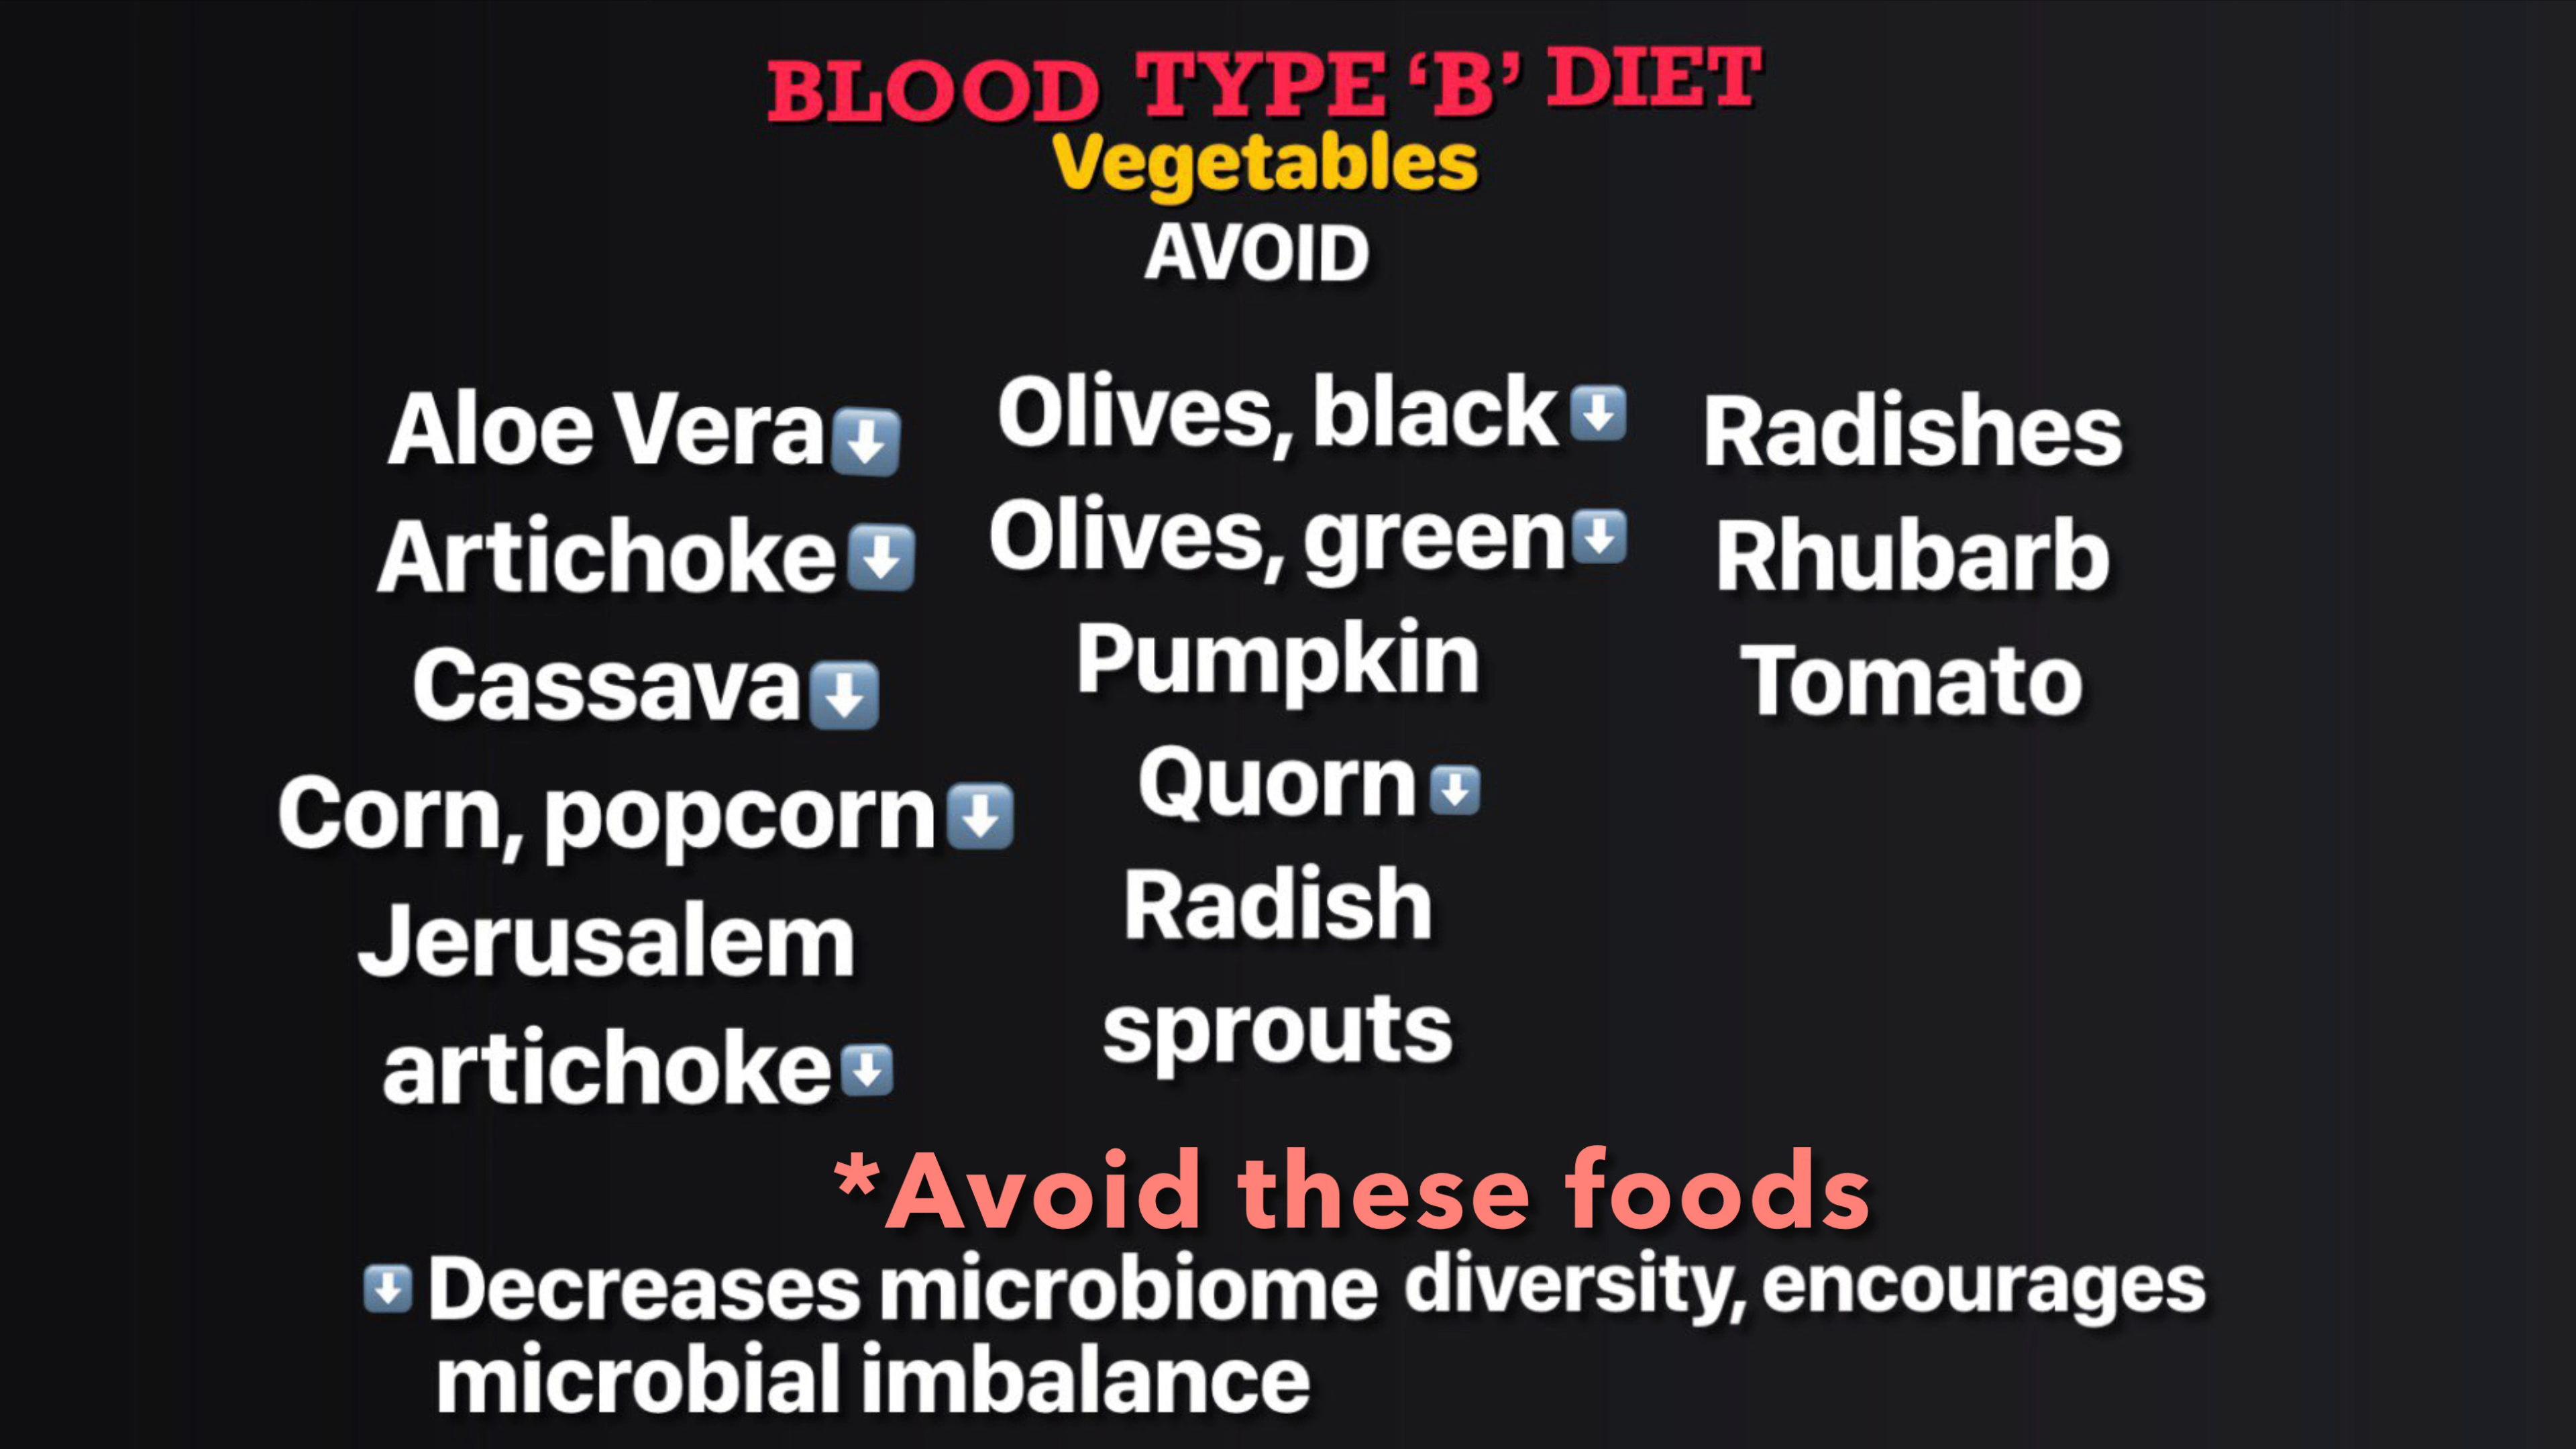 BLOOD TYPE ‘B’ DIET
Vegetables
AVOID
Aloe Vera⬇️
Artichoke⬇️
Cassava⬇️
Corn, popcorn⬇️
Jerusalem
artichoke⬇️
Olives, black⬇️
Olives, green⬇️
Pumpkin
Quorn⬇️
Radish
sprouts
Radishes
Rhubarb
Tomato
*Avoid these foods
⬇️ Decreases microbiome diversity, encourages
microbial imbalance